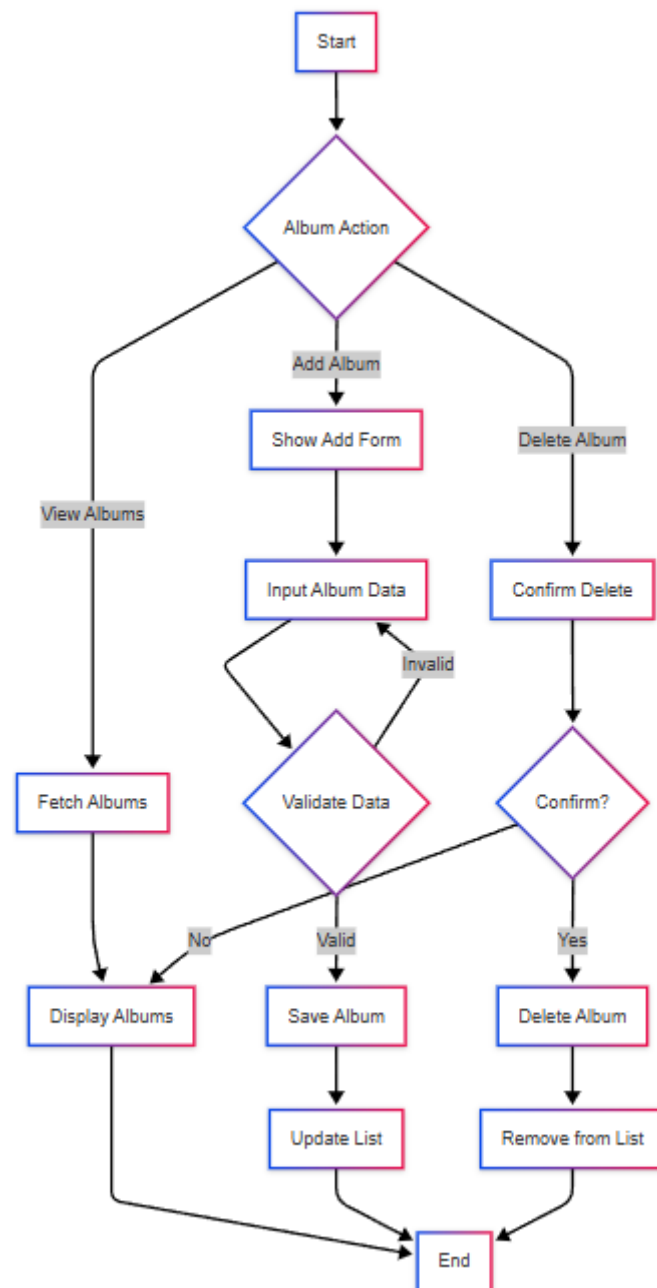 Start
Album Action
Add Album
Show Add Form
Delete Album
View Albums
Input Album Data
Confirm Delete
Invalid
Fetch Albums
Validate Data
Confirm?
No
Valid
Yes
Display Albums
Save Album
Delete Album
Update List
Remove from List
End